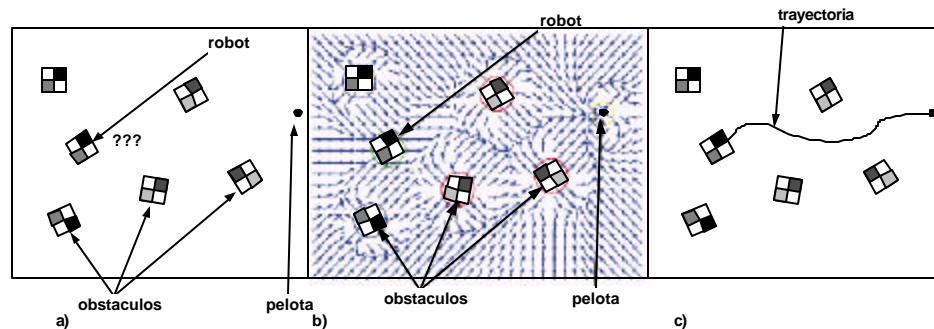 robot
???
obstaculos
pelota
a)
robot
obstaculos
pelota
b)
trayectoria
c)